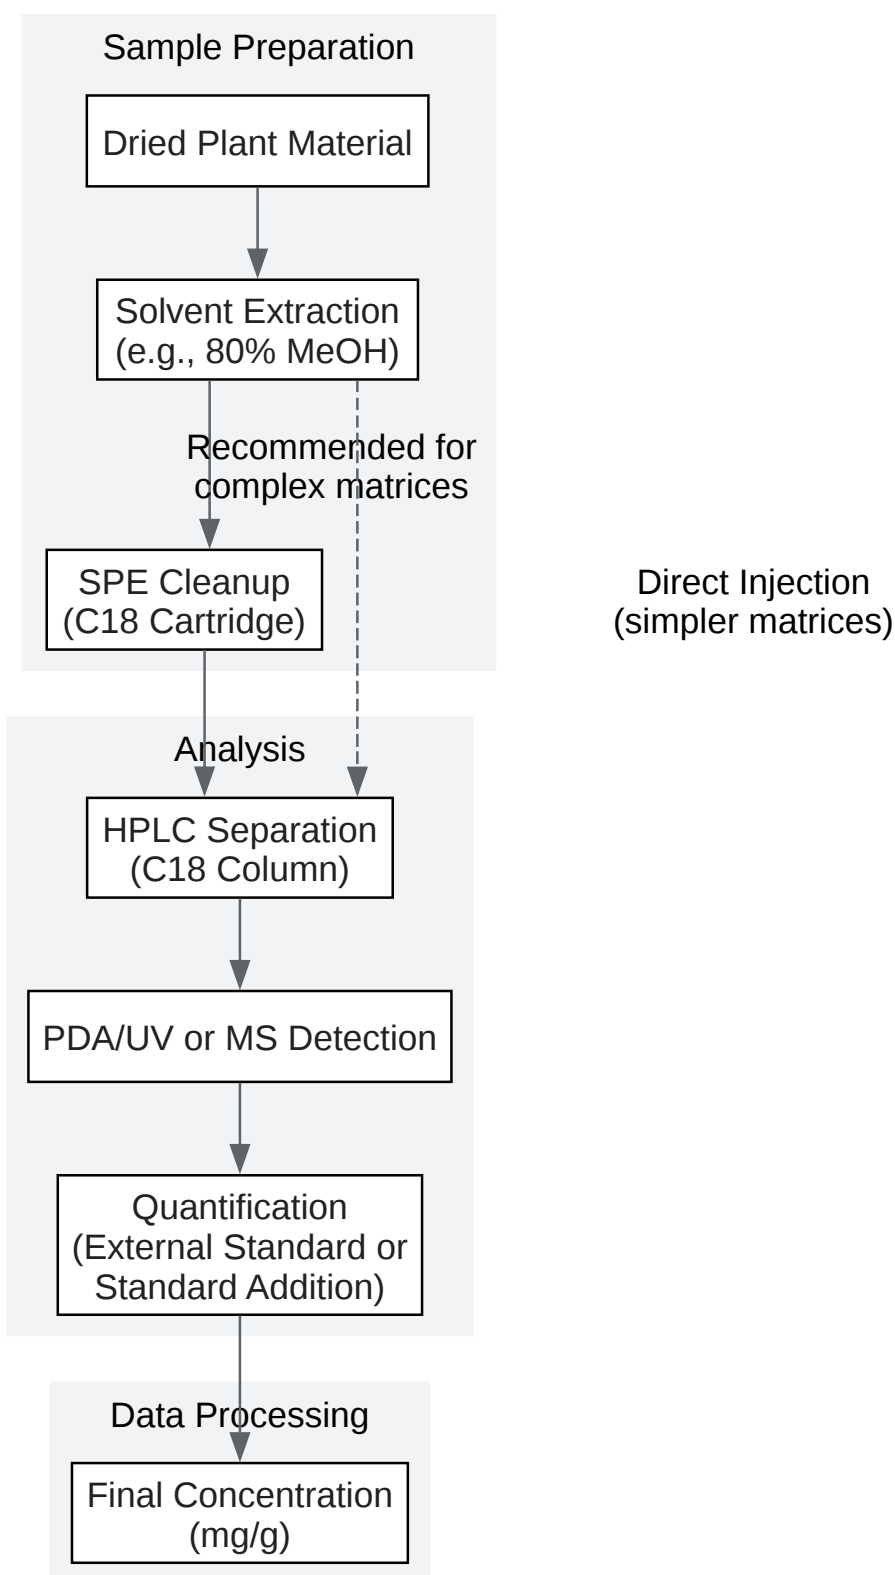 Sample Preparation
Dried Plant Material
Solvent Extraction
(e.g., 80% MeOH)
Recommended for
complex matrices
SPE Cleanup
(C18 Cartridge)
Direct Injection
(simpler matrices)
Analysis
HPLC Separation
(C18 Column)
PDA/UV or MS Detection
Quantification
(External Standard or
Standard Addition)
Data Processing
Final Concentration
(mg/g)